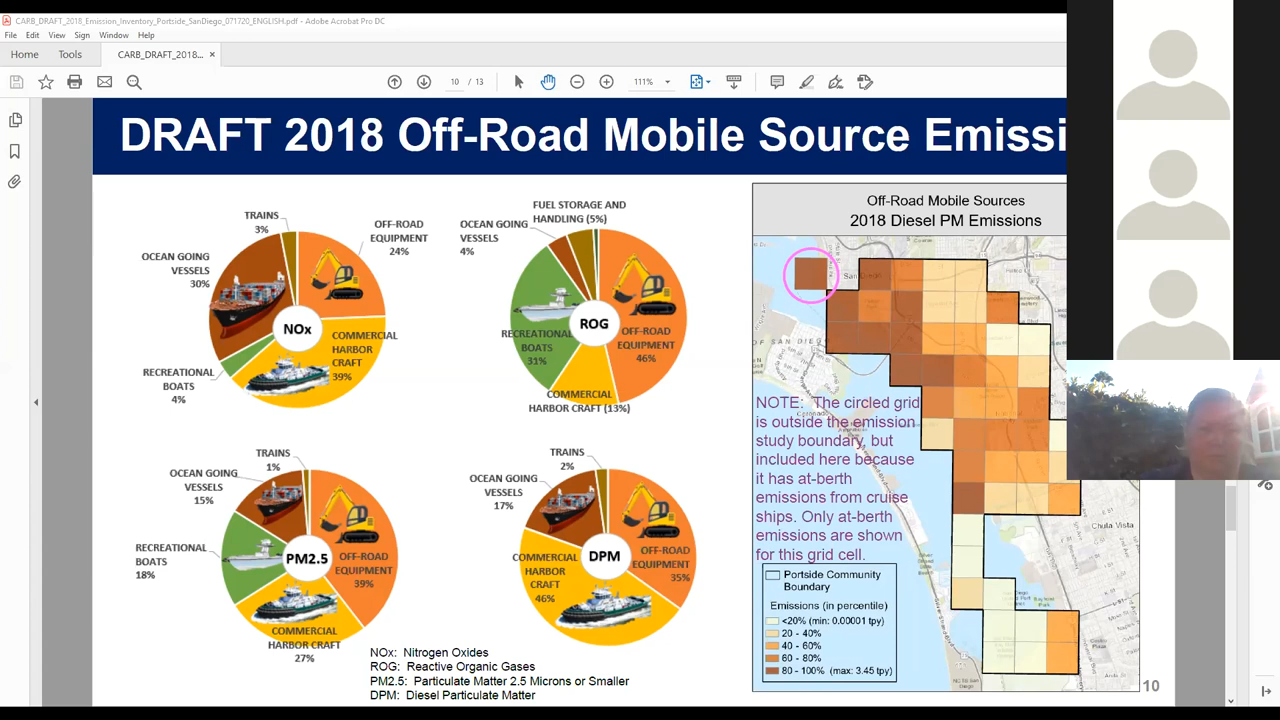 CARB_DRAFT_2018_Emission_Inventory_Portside_SanDiego_071720_ENGLISH.pdf - Adobe Acrobat Pro DC
File Edit View Sign Window Help
Home Tools CARB_DRAFT_2018... ×
10 / 13 111%
DRAFT 2018 Off-Road Mobile Source Emissi
TRAINS
3%
OFF-ROAD
EQUIPMENT
24%
OCEAN GOING
VESSELS
30%
NOx
COMMERCIAL
HARBOR
CRAFT
39%
RECREATIONAL
BOATS
4%
FUEL STORAGE AND
HANDLING (5%)
OCEAN GOING
VESSELS
4%
ROG
RECREATIONAL
BOATS
31%
OFF-ROAD
EQUIPMENT
46%
COMMERCIAL
HARBOR CRAFT (13%)
TRAINS
1%
OCEAN GOING
VESSELS
15%
RECREATIONAL
BOATS
18%
PM2.5
OFF-ROAD
EQUIPMENT
39%
COMMERCIAL
HARBOR CRAFT
27%
TRAINS
2%
OCEAN GOING
VESSELS
17%
DPM
COMMERCIAL
HARBOR
CRAFT
46%
OFF-ROAD
EQUIPMENT
35%
NOx: Nitrogen Oxides
ROG: Reactive Organic Gases
PM2.5: Particulate Matter 2.5 Microns or Smaller
DPM: Diesel Particulate Matter
Off-Road Mobile Sources
2018 Diesel PM Emissions
San Diego
OF SAN DIEGO
Coronado
Chula Vista
NOTE: The circled grid
is outside the emission
study boundary, but
included here because
it has at-berth
emissions from cruise
ships. Only at-berth
emissions are shown
for this grid cell.
Portside Community
Boundary
Emissions (in percentile)
<20% (min: 0.00001 tpy)
20 - 40%
40 - 60%
60 - 80%
80 - 100% (max: 3.45 tpy)
10